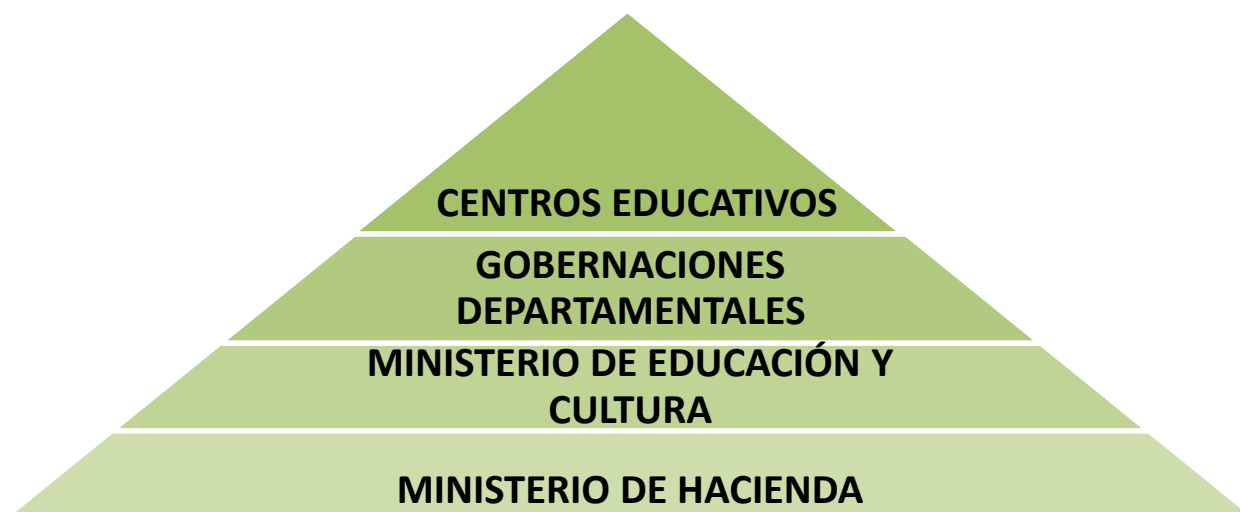 CENTROS EDUCATIVOS
GOBERNACIONES
DEPARTAMENTALES
MINISTERIO DE EDUCACIÓN Y
CULTURA
MINISTERIO DE HACIENDA